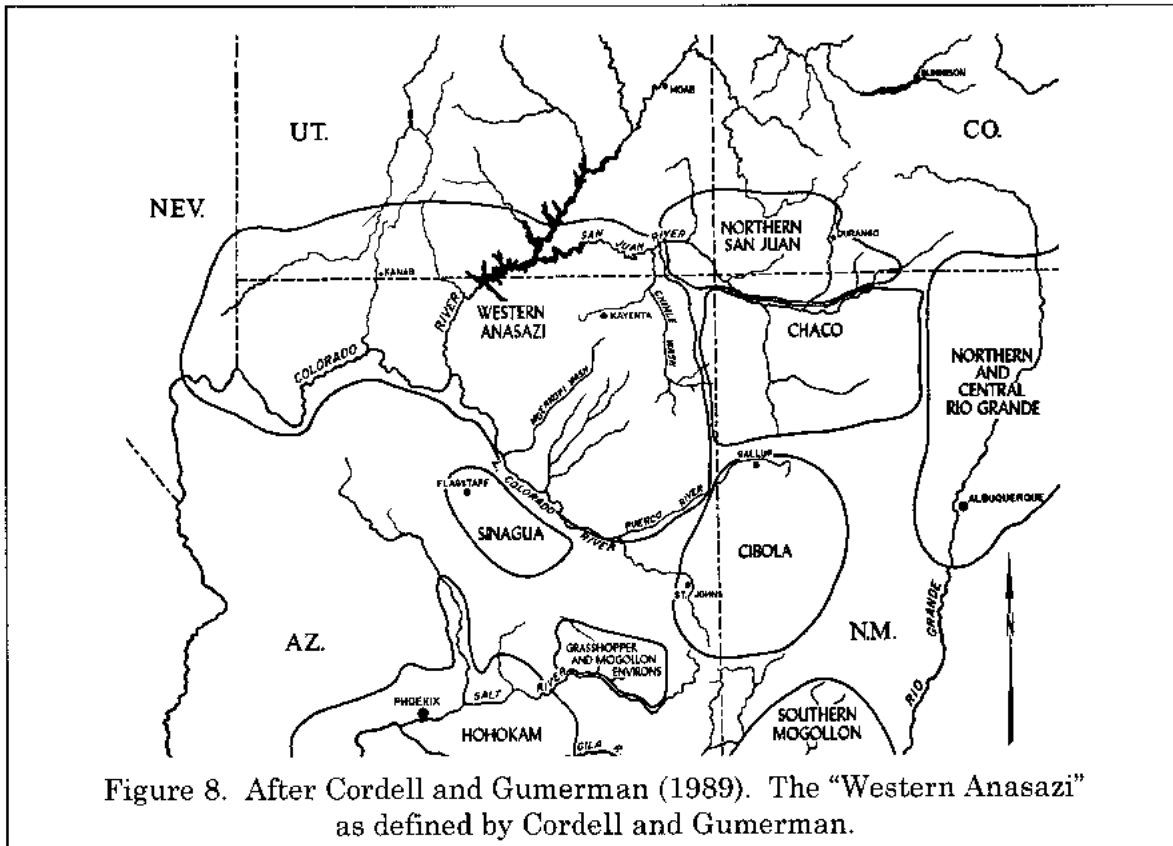 GUNNISON
MOAB
UT.
CO.
NEV.
NORTHERN
SAN JUAN
SAN JUAN RIVER
DURANGO
KANAB
WESTERN
ANASAZI
RIVER
KAYENTA
CHINLE WASH
CHACO
COLORADO
NORTHERN
AND
CENTRAL
RIO GRANDE
MOENKOPI WASH
GALLUP
FLAGSTAFF
L. COLORADO RIVER
PUERCO RIVER
ALBUQUERQUE
SINAGUA
CIBOLA
ST. JOHNS
GRANDE
N
AZ.
N.M.
GRASSHOPPER
AND MOGOLLON
ENVIRONS
RIO
PHOENIX
SALT RIVER
SOUTHERN
MOGOLLON
HOHOKAM
GILA R
Figure 8. After Cordell and Gumerman (1989). The “Western Anasazi”
as defined by Cordell and Gumerman.